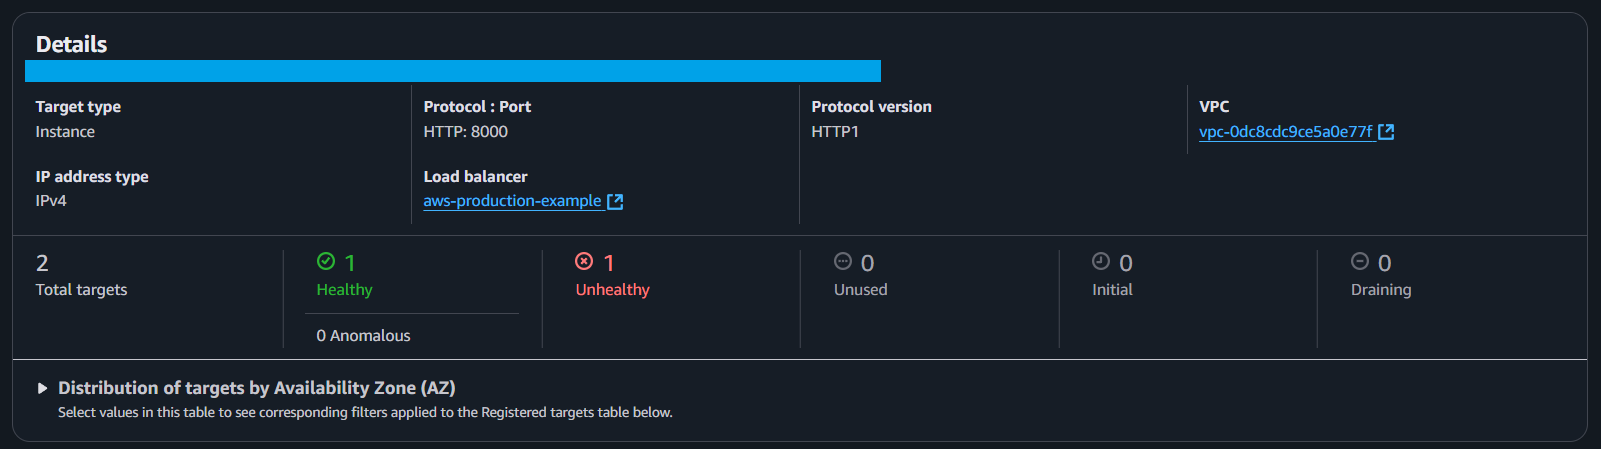 Details
Target type
Instance
Protocol : Port
HTTP: 8000
Protocol version
HTTP1
VPC
vpc-0dc8cdc9ce5a0e77f
IP address type
IPv4
Load balancer
aws-production-example
2
Total targets
1
Healthy
0 Anomalous
1
Unhealthy
0
Unused
0
Initial
0
Draining
Distribution of targets by Availability Zone (AZ)
Select values in this table to see corresponding filters applied to the Registered targets table below.